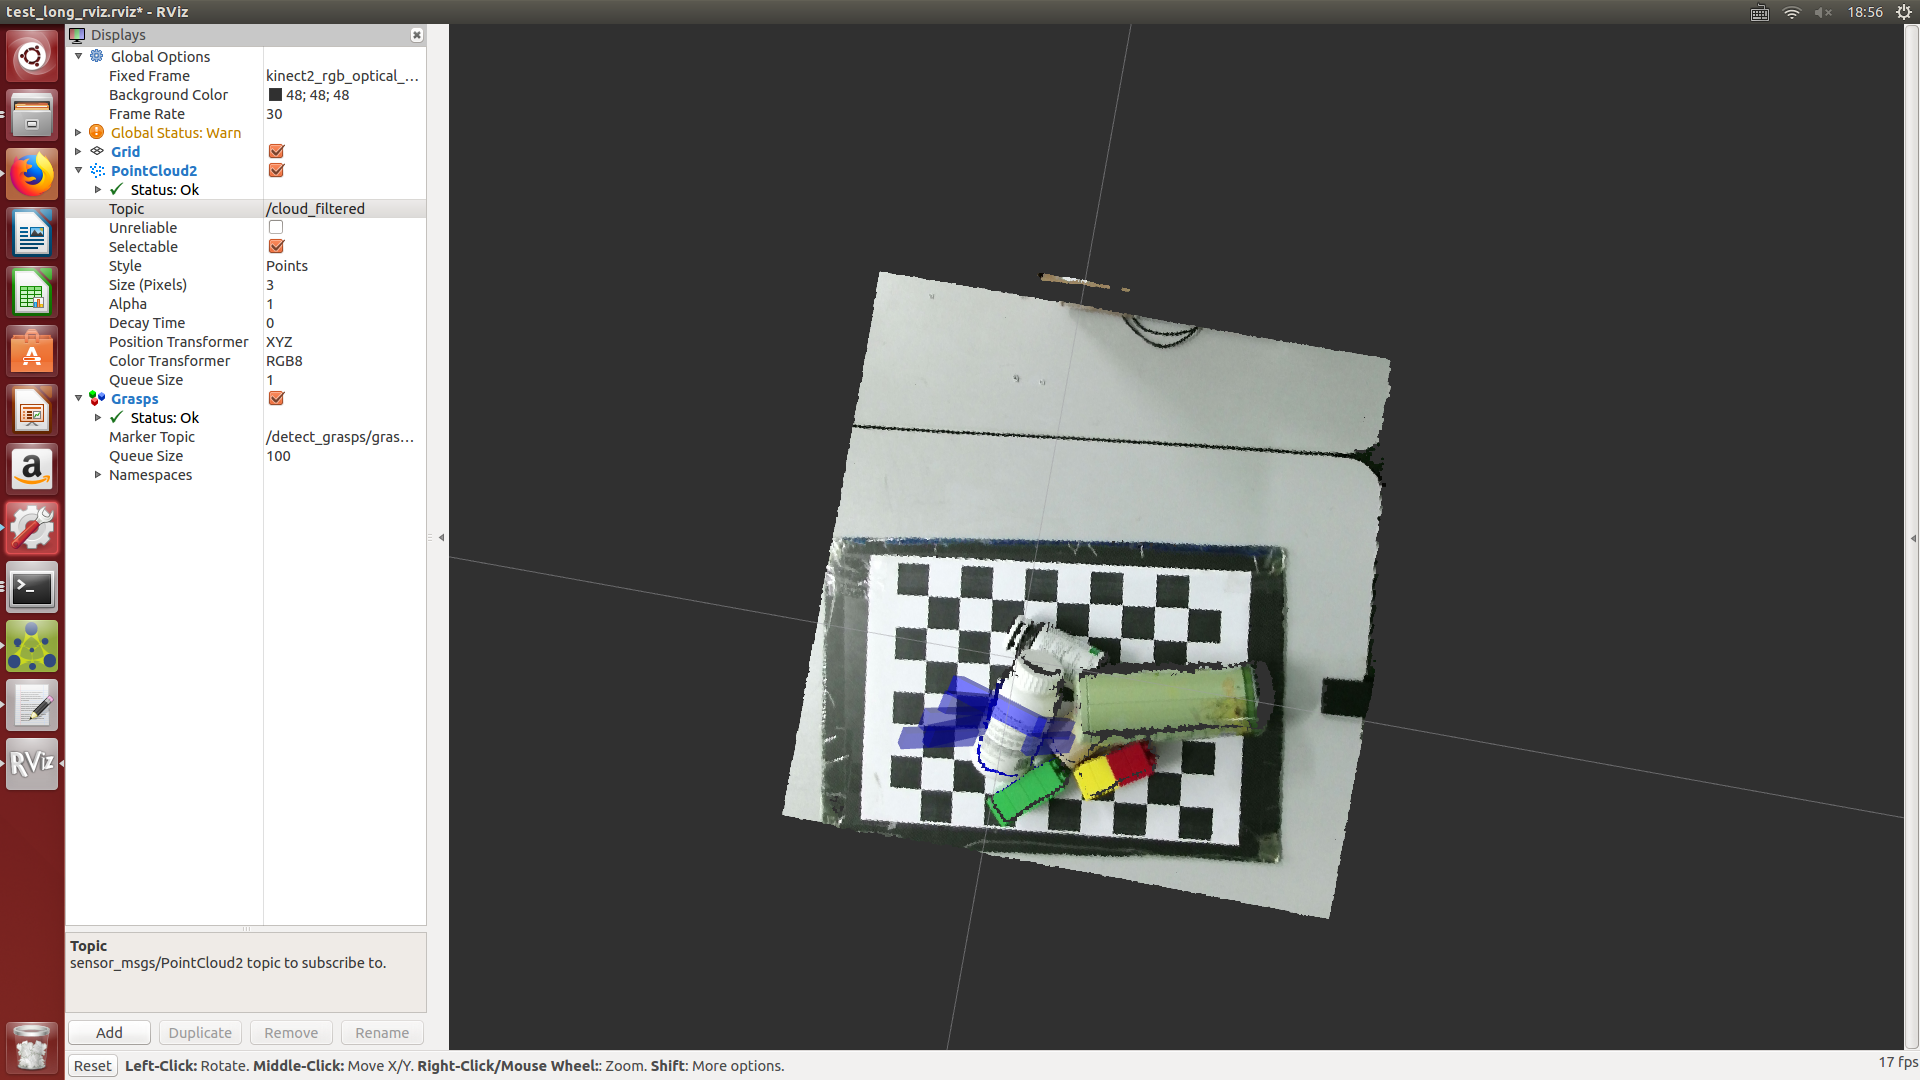 test_long_rviz.rviz* - RViz
18:56
Displays
Global Options
Fixed Frame kinect2_rgb_optical_...
Background Color 48; 48; 48
Frame Rate 30
Global Status: Warn
Grid
PointCloud2
Status: Ok
Topic /cloud_filtered
Unreliable
Selectable
Style Points
Size (Pixels) 3
Alpha 1
Decay Time 0
Position Transformer XYZ
Color Transformer RGB8
Queue Size 1
Grasps
Status: Ok
Marker Topic /detect_grasps/gras...
Queue Size 100
Namespaces
RViz
Topic
sensor_msgs/PointCloud2 topic to subscribe to.
Add Duplicate Remove Rename
Reset Left-Click: Rotate. Middle-Click: Move X/Y. Right-Click/Mouse Wheel:: Zoom. Shift: More options.
17 fps